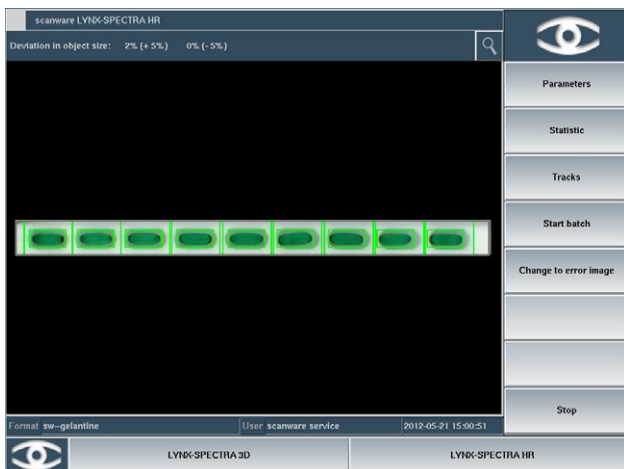 scanware LYNX-SPECTRA HR
Deviation in object size: 2% (+ 5%) 0% (- 5%)
Parameters
Statistic
Tracks
Start batch
Change to error image
Stop
Format sw--gelantine User scanware service 2012-05-21 15:00:51
LYNX-SPECTRA 3D LYNX-SPECTRA HR